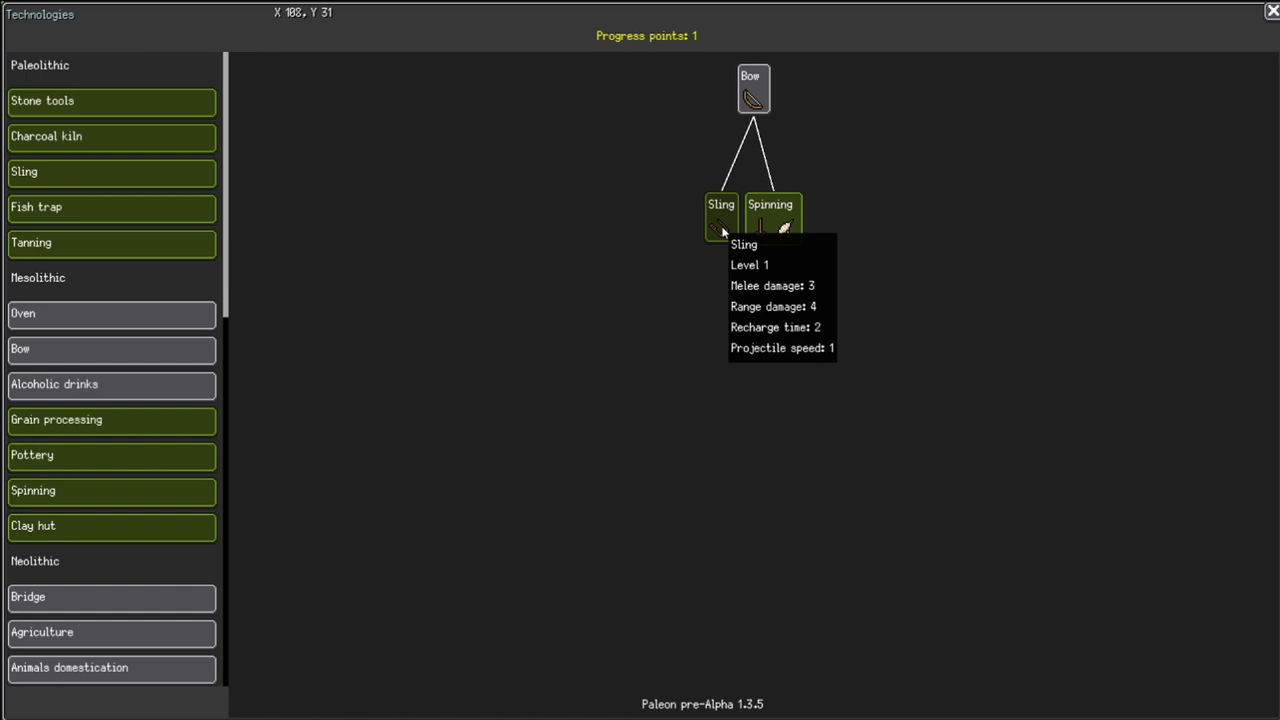 Technologies
X 108, Y 31
Progress points: 1
Paleolithic
Stone tools
Charcoal kiln
Sling
Fish trap
Tanning
Mesolithic
Oven
Bow
Alcoholic drinks
Grain processing
Pottery
Spinning
Clay hut
Neolithic
Bridge
Agriculture
Animals domestication
Bow
Sling
Spinning
Sling
Level 1
Melee damage: 3
Range damage: 4
Recharge time: 2
Projectile speed: 1
Paleon pre-Alpha 1.3.5